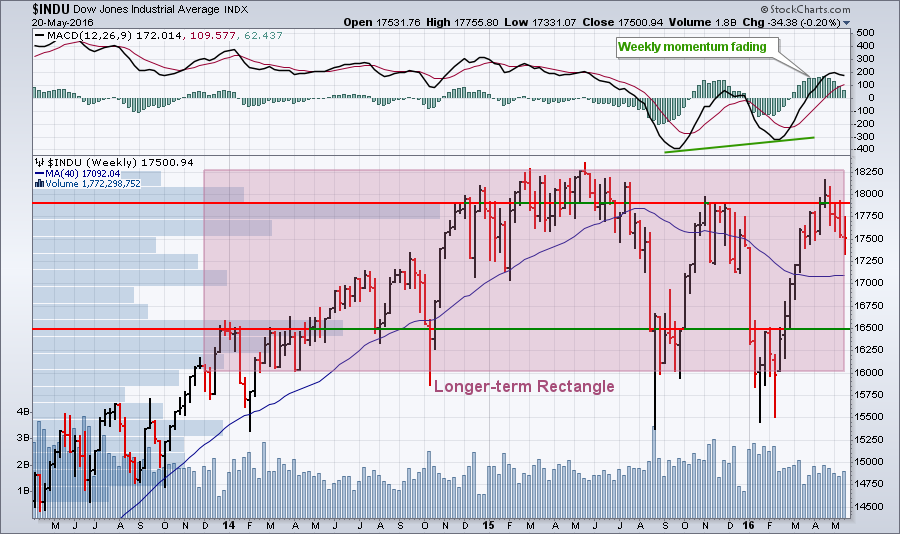 $INDU Dow Jones Industrial Average INDX © StockCharts.com
20-May-2016 Open 17531.76 High 17755.80 Low 17331.07 Close 17500.94 Volume 1.8B Chg -34.38 (-0.20%)
MACD(12,26,9) 172.014, 109.577, 62.437
Weekly momentum fading
500
400
300
200
100
0
-100
-200
-300
-400
$INDU (Weekly) 17500.94
MA(40) 17092.04
Volume 1,772,298,752
18250
18000
17750
17500
17250
17000
16750
16500
16250
16000
15750
15500
15250
15000
14750
14500
Longer-term Rectangle
4B
3B
2B
1B
M J J A S O N D 14 F M A M J J A S O N D 15 F M A M J J A S O N D 16 F M A M